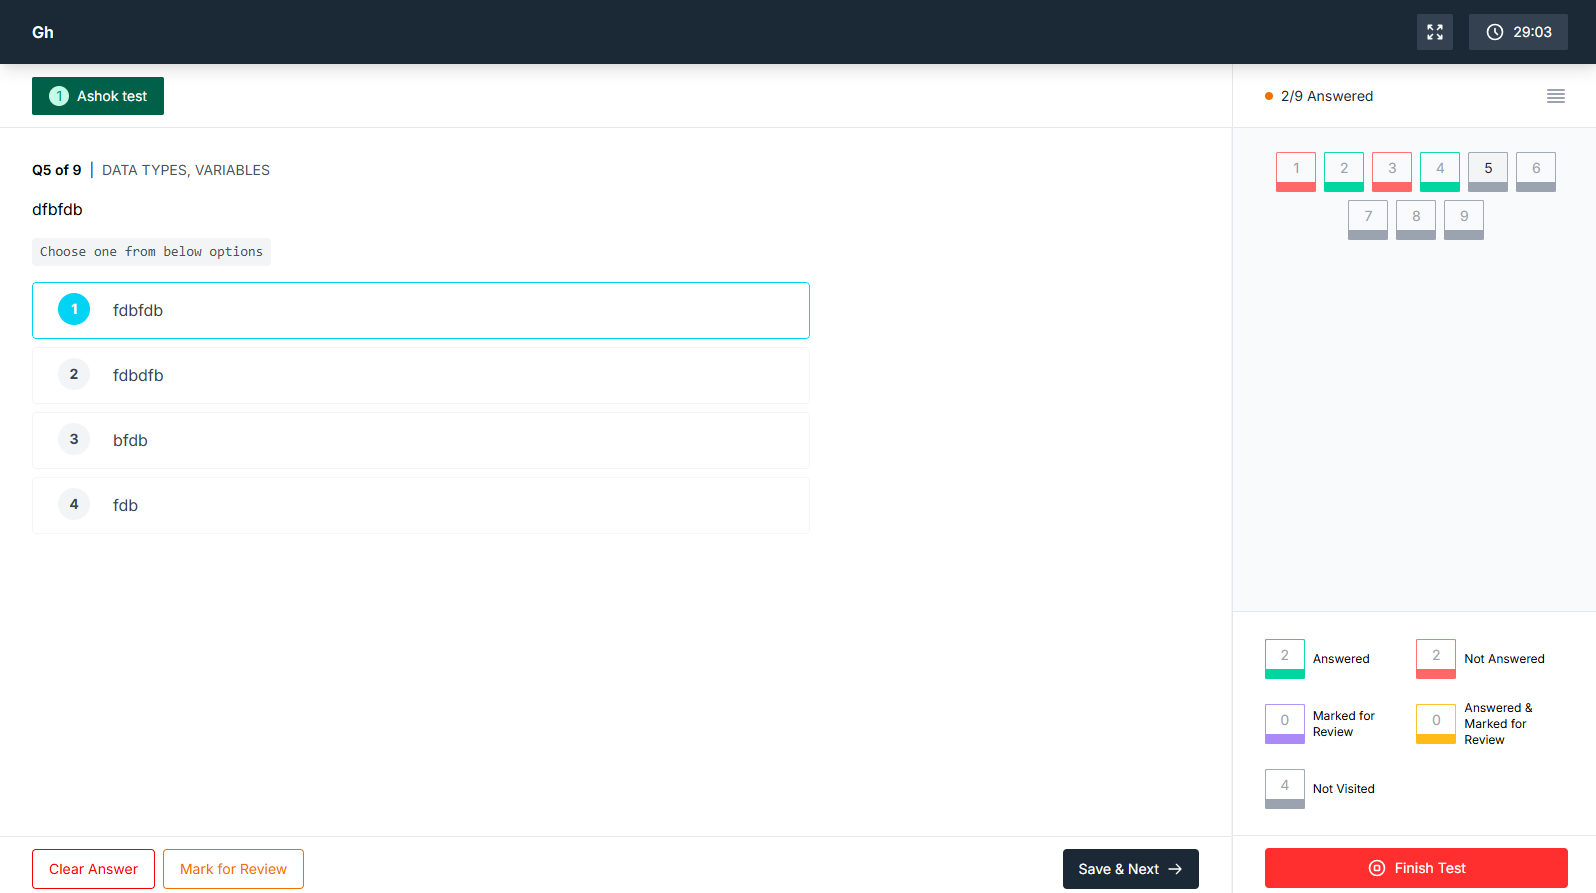 Gh
29:03
1 Ashok test
2/9 Answered
Q5 of 9 | DATA TYPES, VARIABLES
dfbfdb
Choose one from below options
1 fdbfdb
2 fdbdfb
3 bfdb
4 fdb
1 2 3 4 5 6
7 8 9
2 Answered
2 Not Answered
0 Marked for
Review
0 Answered &
Marked for
Review
4 Not Visited
Clear Answer
Mark for Review
Save & Next
Finish Test